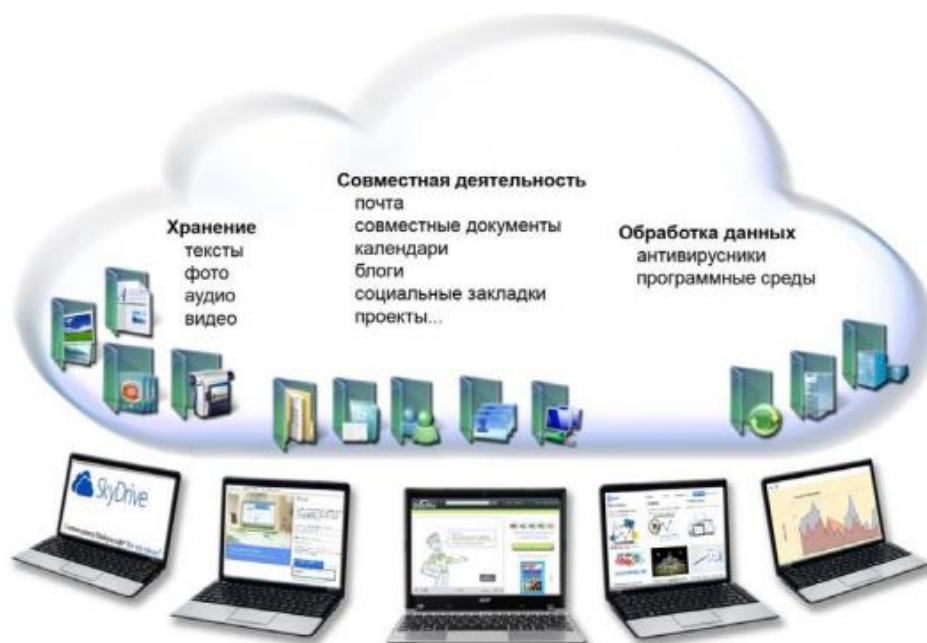 Совместная деятельность
почта
совместные документы
календари
блоги
социальные закладки
проекты...
Хранение
тексты
фото
аудио
видео
Обработка данных
антивирусники
программные среды
SkyDrive
acer